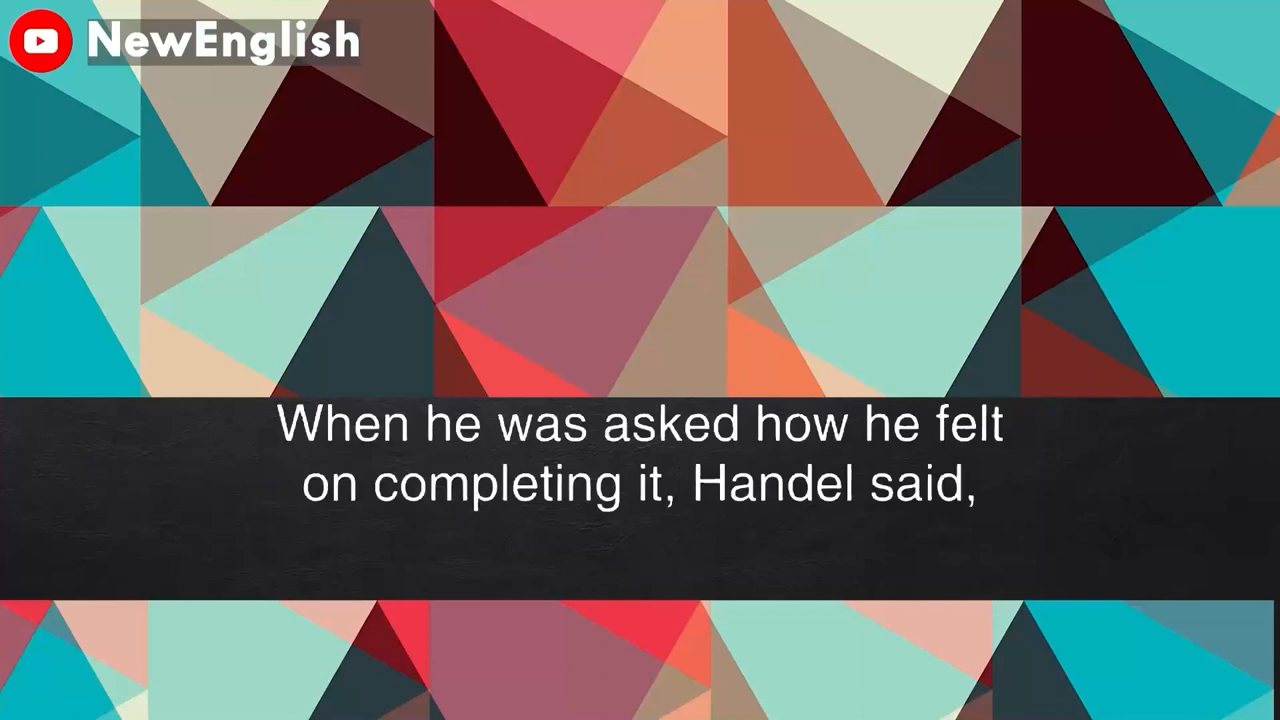 NewEnglish
When he was asked how he felt
on completing it, Handel said,